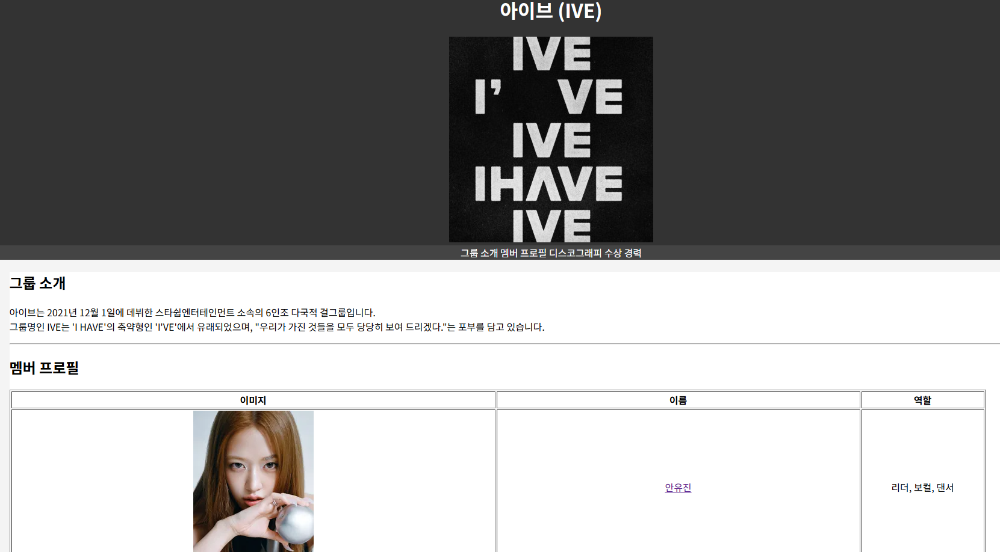 아이브 (IVE)
IVE
I' VE
IVE
IHAVE
IVE
그룹 소개 멤버 프로필 디스코그래피 수상 경력
그룹 소개
아이브는 2021년 12월 1일에 데뷔한 스타쉽엔터테인먼트 소속의 6인조 다국적 걸그룹입니다.
그룹명인 IVE는 'I HAVE'의 축약형인 'I'VE'에서 유래되었으며, "우리가 가진 것들을 모두 당당히 보여 드리겠다."는 포부를 담고 있습니다.
멤버 프로필
이미지 이름 역할
안유진 리더, 보컬, 댄서